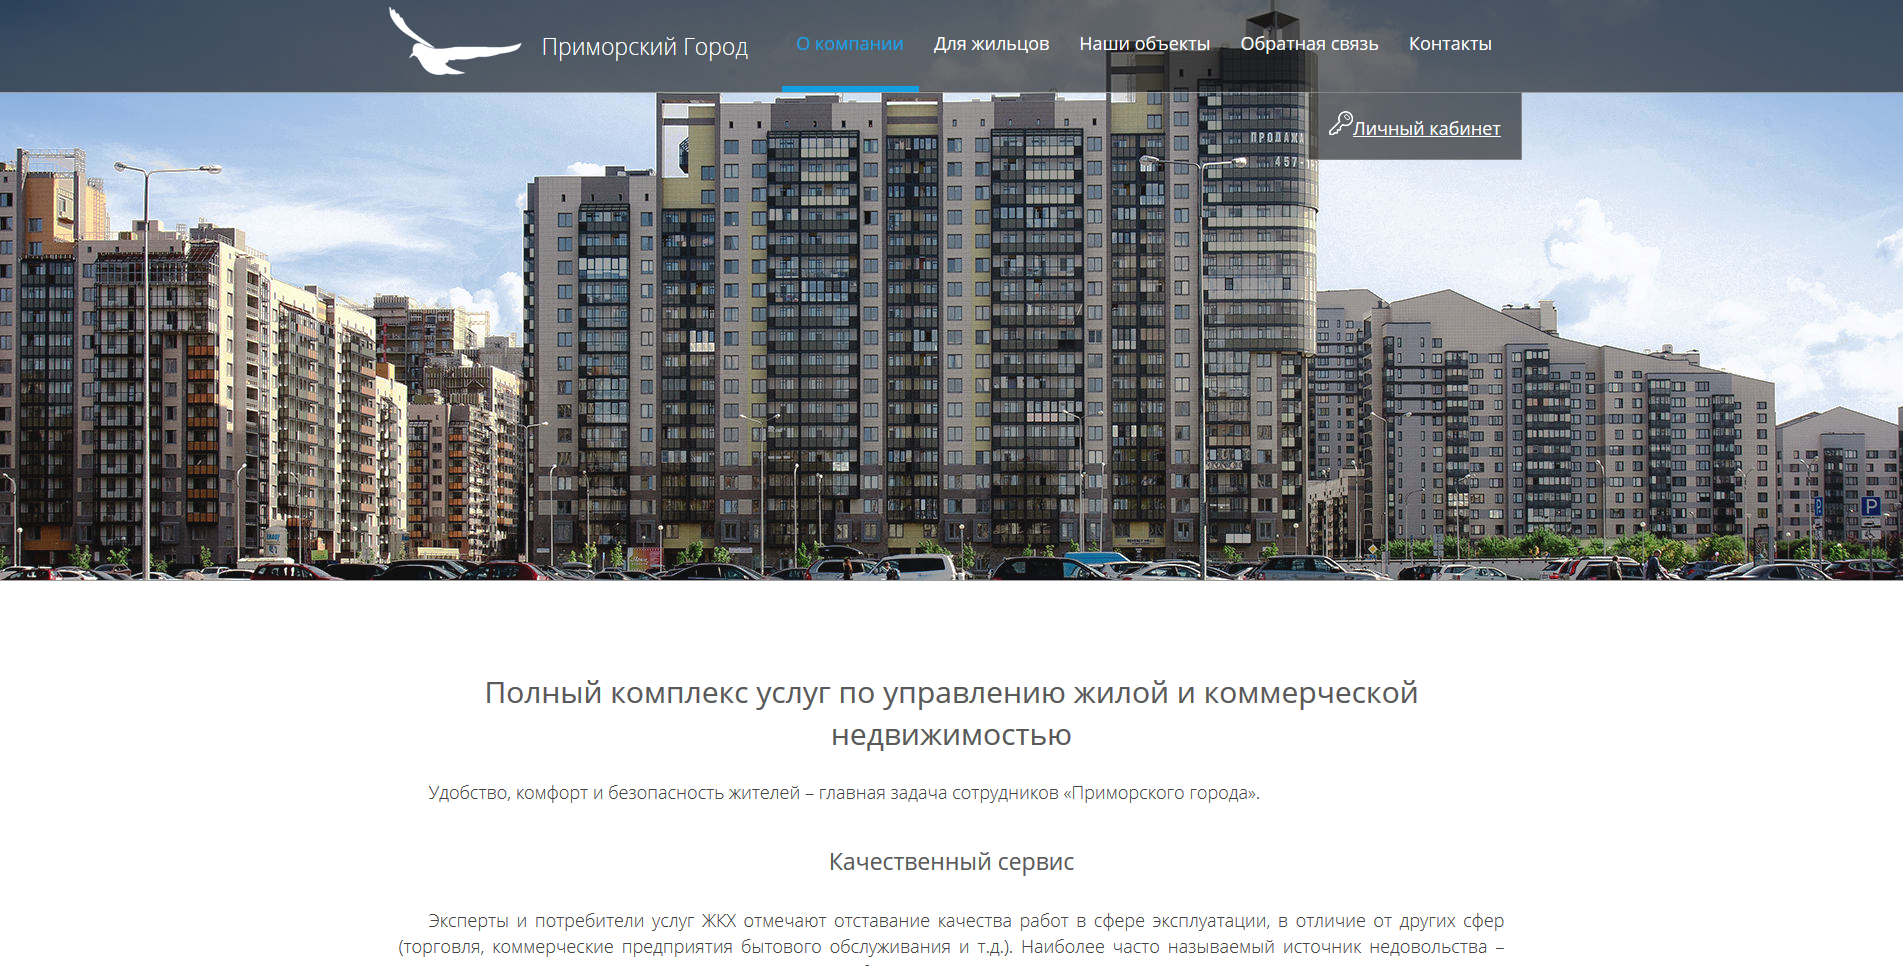 Приморский Город
О компании
Для жильцов
Наши объекты
Обратная связь
Контакты
Личный кабинет
ПРОДАЖА
457-
Полный комплекс услуг по управлению жилой и коммерческой
недвижимостью
Удобство, комфорт и безопасность жителей – главная задача сотрудников «Приморского города».
Качественный сервис
Эксперты и потребители услуг ЖКХ отмечают отставание качества работ в сфере эксплуатации, в отличие от других сфер
(торговля, коммерческие предприятия бытового обслуживания и т.д.). Наиболее часто называемый источник недовольства –